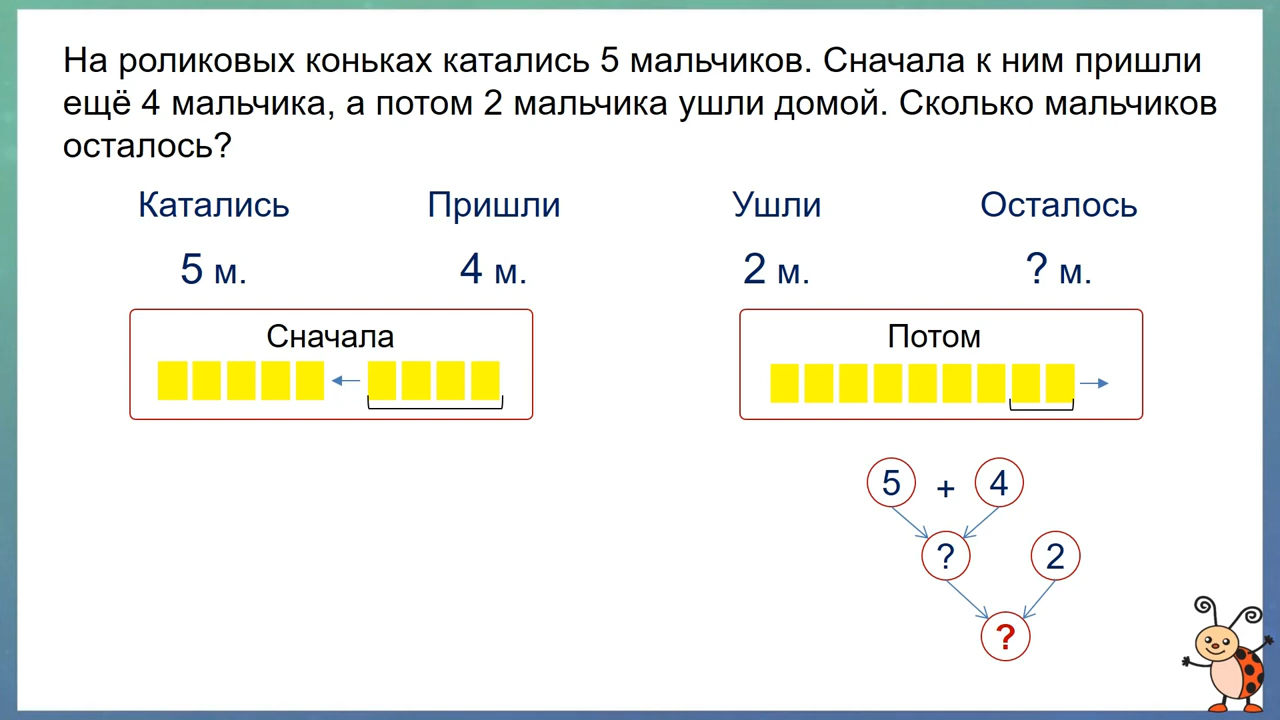 На роликовых коньках катались 5 мальчиков. Сначала к ним пришли
ещё 4 мальчика, а потом 2 мальчика ушли домой. Сколько мальчиков
осталось?
Катались Пришли Ушли Осталось
5 м. 4 м. 2 м. ? м.
Сначала Потом
5 + 4
? 2
?